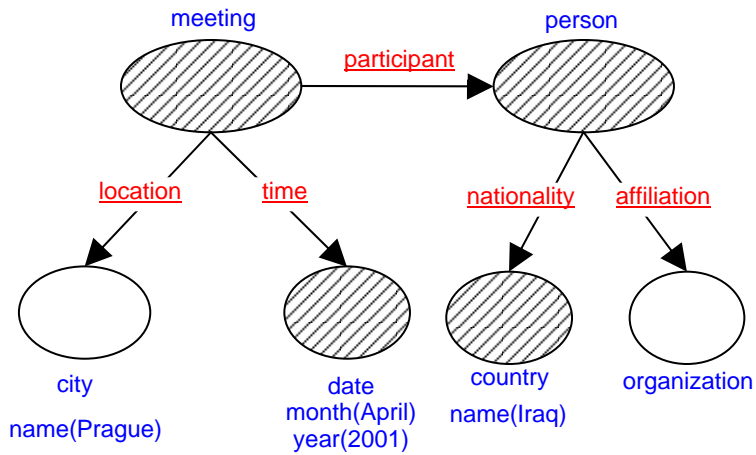 meeting
person
participant
location
time
nationality
affiliation
city
name(Prague)
date
month(April)
year(2001)
country
name(Iraq)
organization